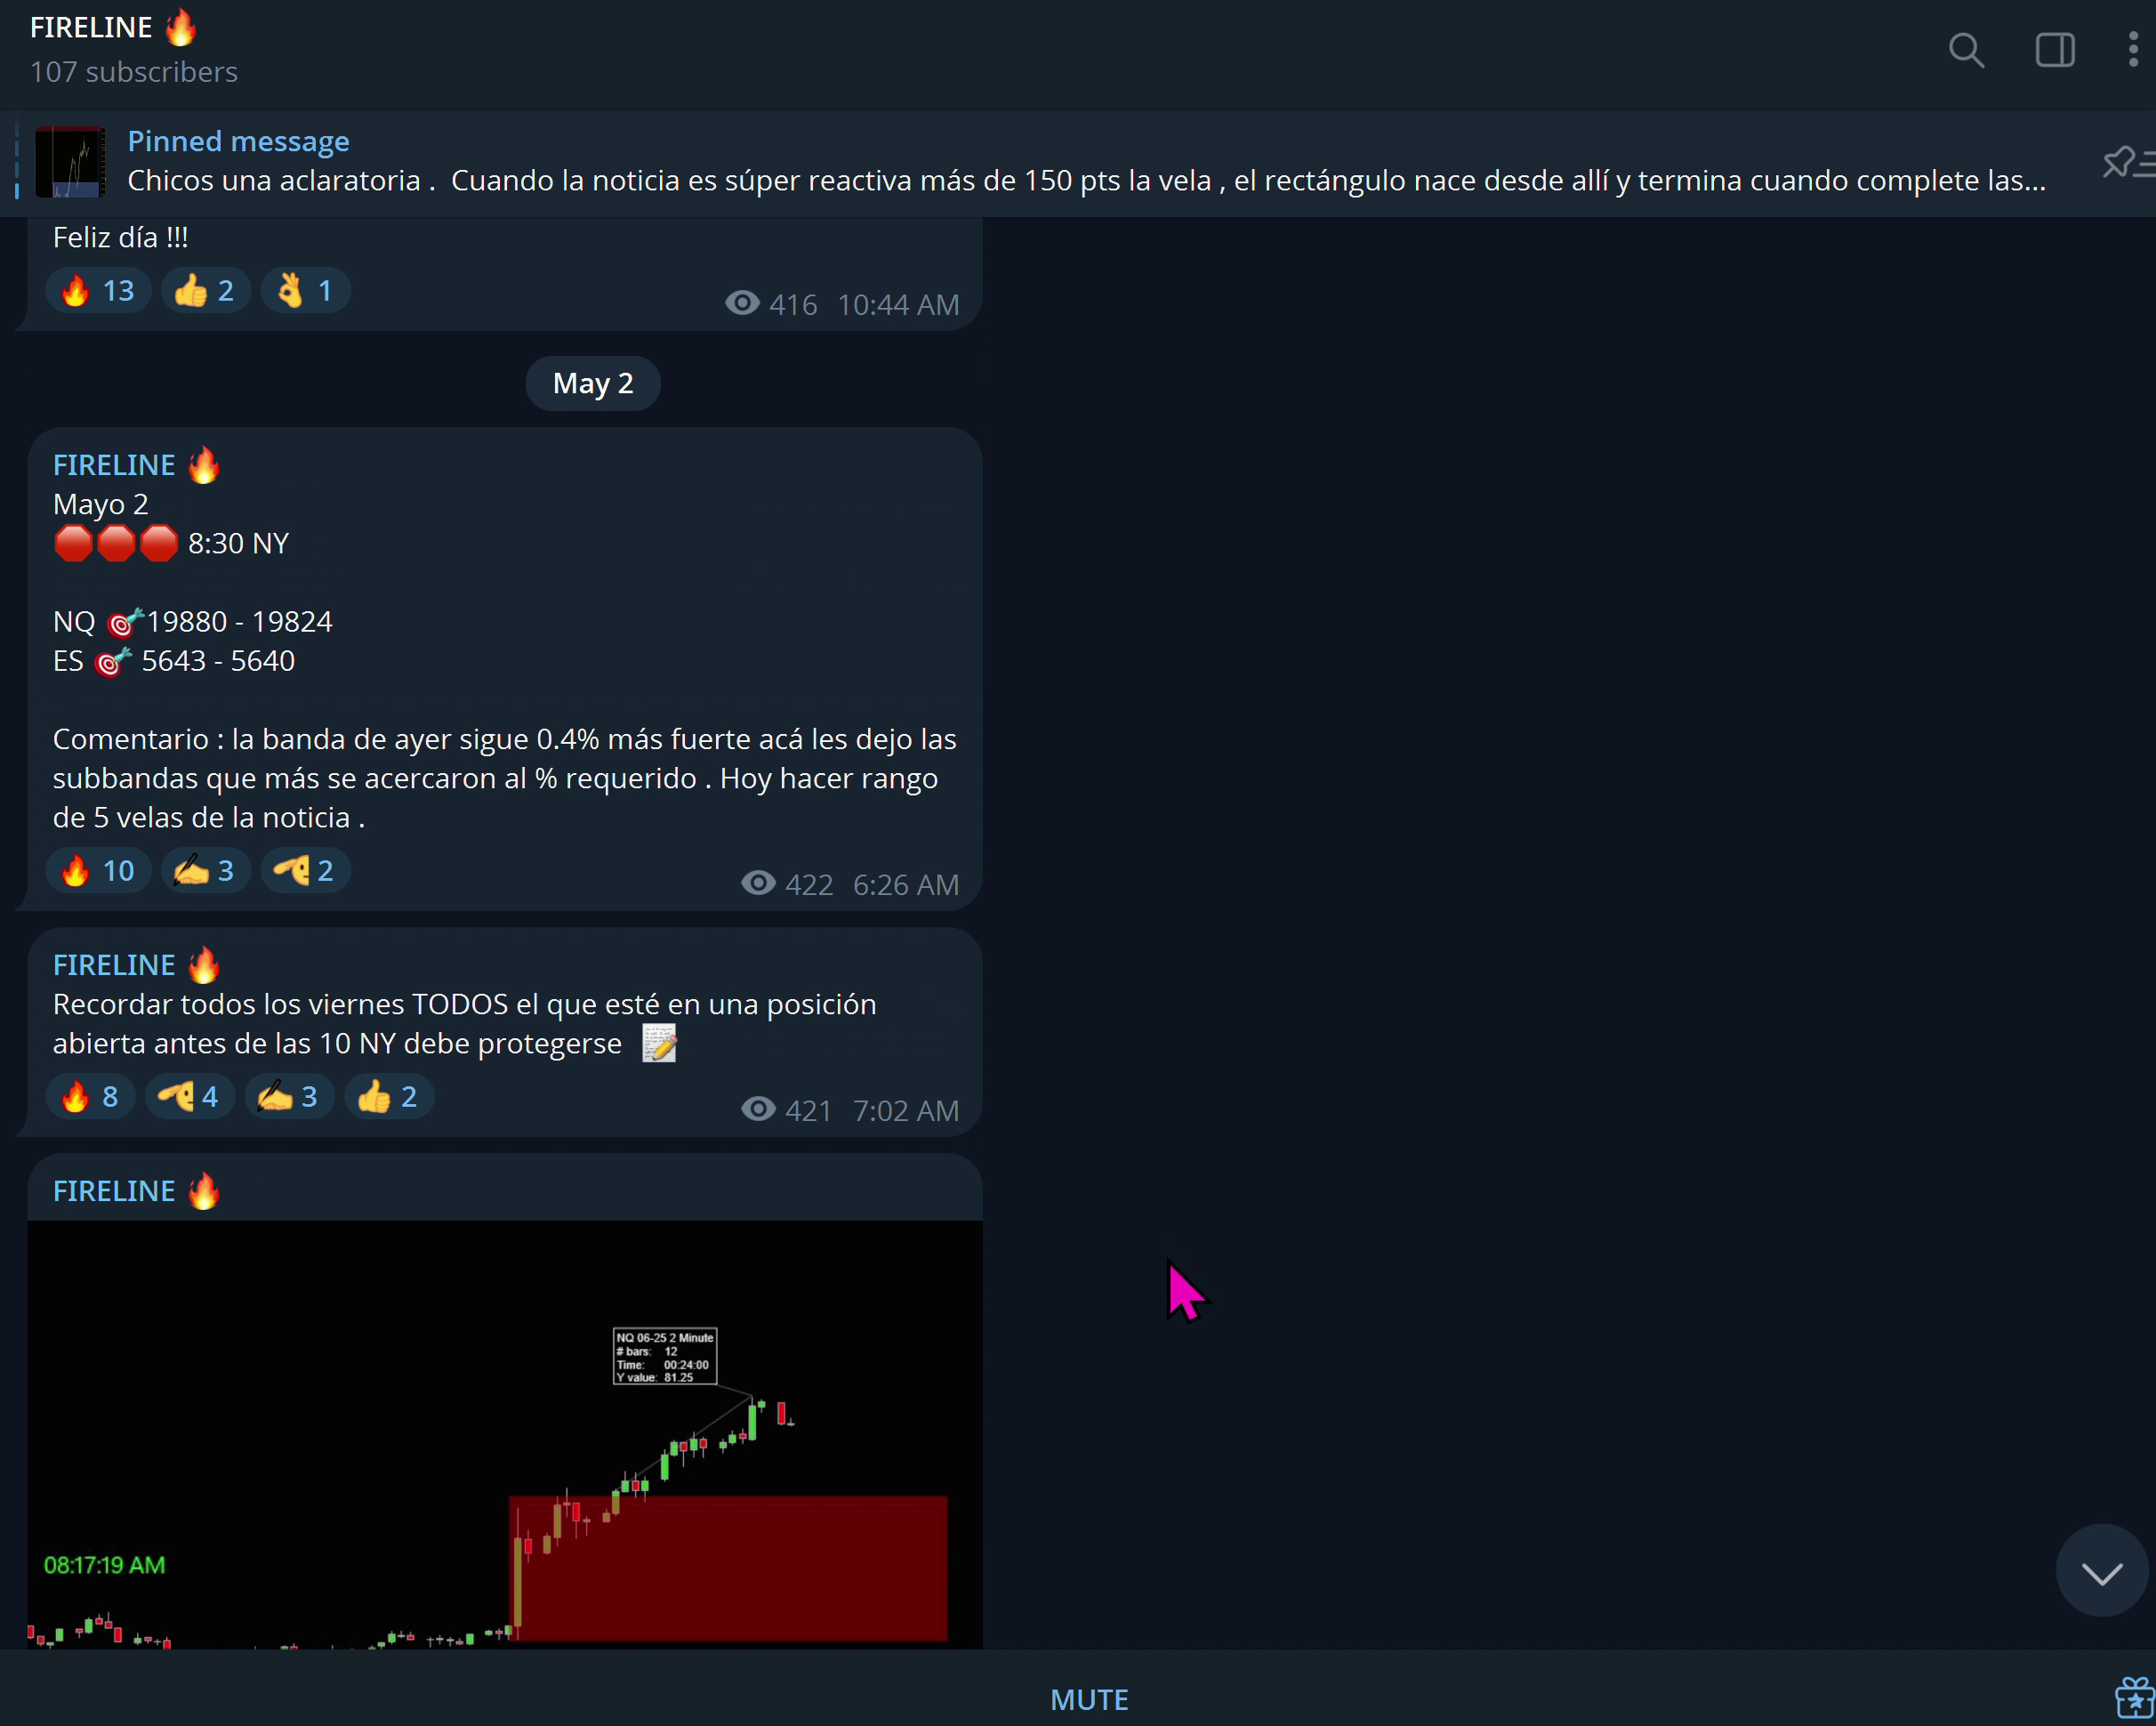 FIRELINE 🔥
107 subscribers
Pinned message
Chicos una aclaratoria .  Cuando la noticia es súper reactiva más de 150 pts la vela , el rectángulo nace desde allí y termina cuando complete las...
Feliz día !!!
🔥 13 👍 2 👌 1
416 10:44 AM
May 2
FIRELINE 🔥
Mayo 2
🛑🛑🛑 8:30 NY
NQ 🎯19880 - 19824
ES 🎯 5643 - 5640
Comentario : la banda de ayer sigue 0.4% más fuerte acá les dejo las
subbandas que más se acercaron al % requerido . Hoy hacer rango
de 5 velas de la noticia .
🔥 10 ✍ 3 🫡 2
422 6:26 AM
FIRELINE 🔥
Recordar todos los viernes TODOS el que esté en una posición
abierta antes de las 10 NY debe protegerse 📝
🔥 8 🫡 4 ✍ 3 👍 2
421 7:02 AM
FIRELINE 🔥
NQ 06-25 2 Minute
# bars: 12
Time: 00:24:00
Y value: 81.25
08:17:19 AM
MUTE